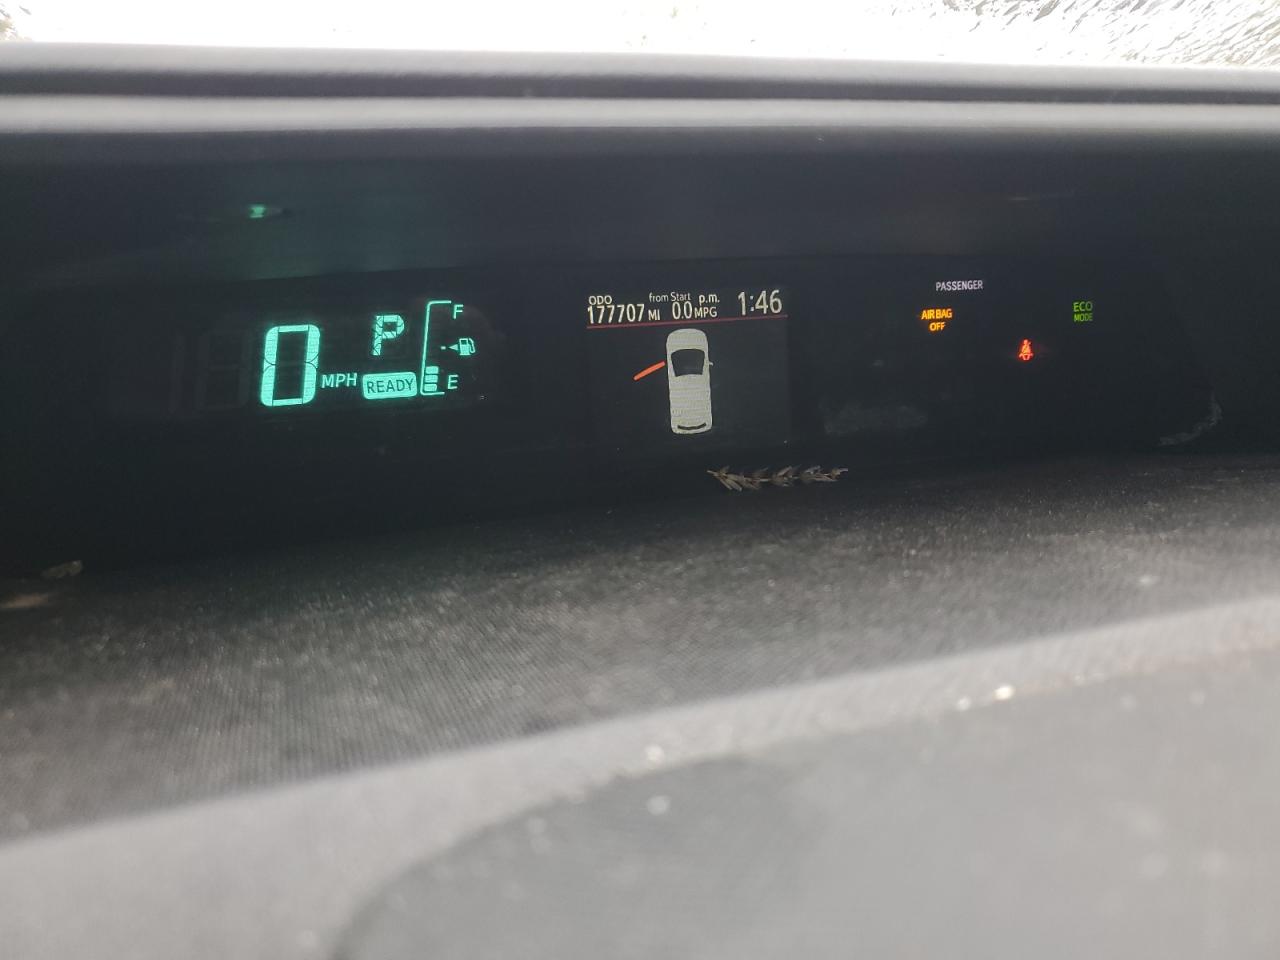 0 MPH
P
READY
F
E
ODO
177707 MI
from Start
0.0 MPG
p.m. 1:46
PASSENGER
AIR BAG
OFF
ECO
MODE